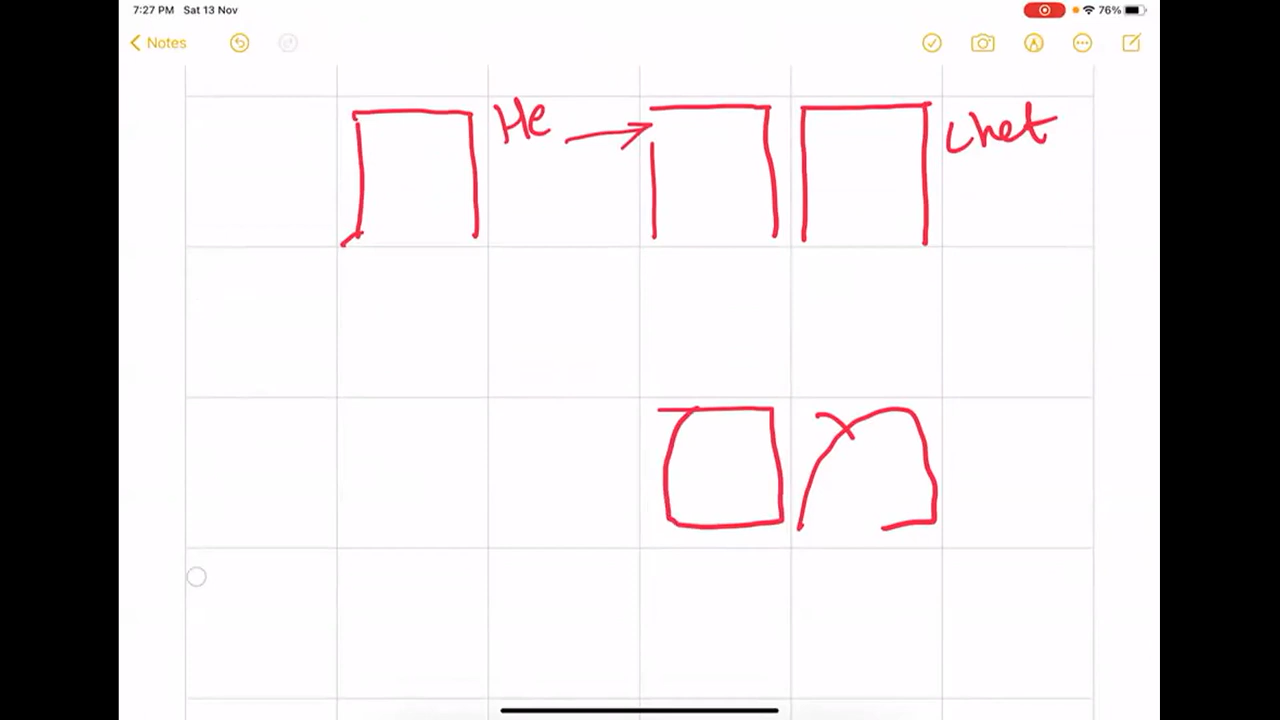 7:27 PM Sat 13 Nov 76%
Notes
ת He → ה ח Chet
ם מ